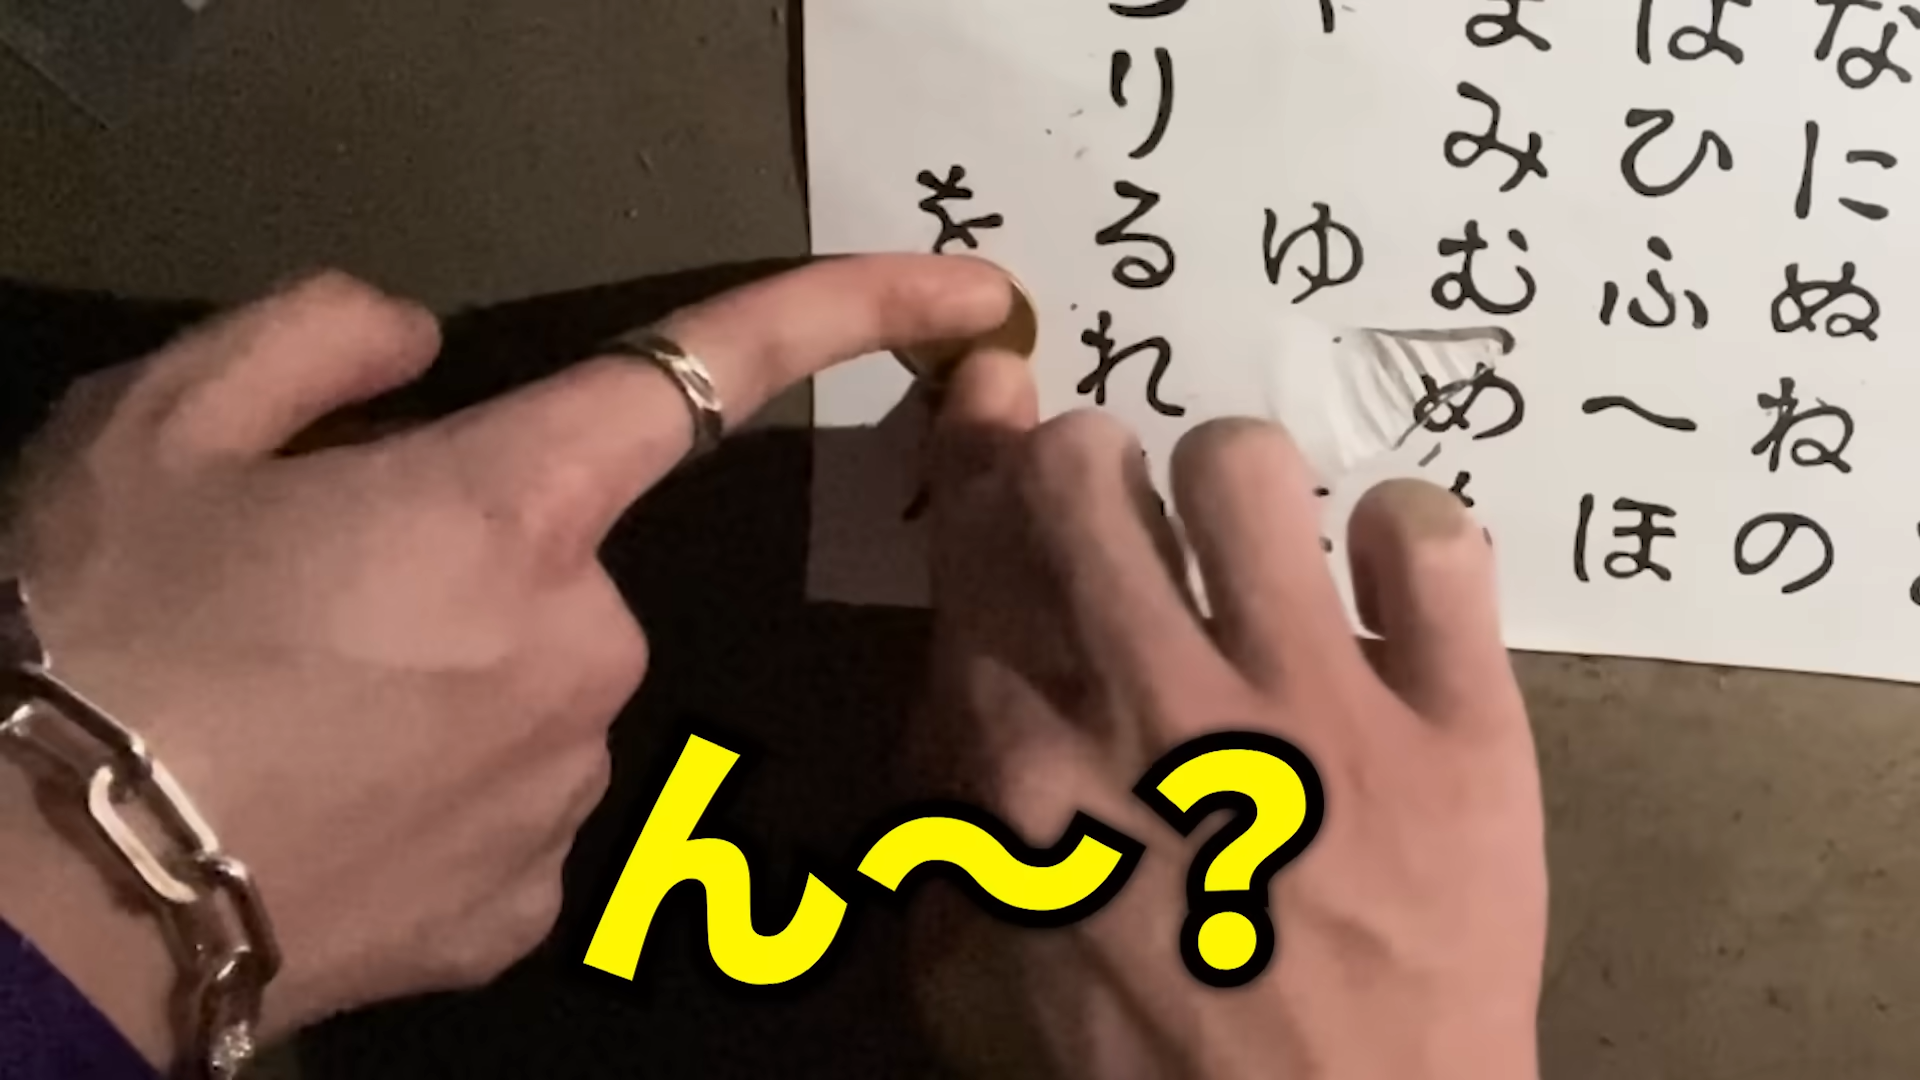 な
に
ぬ
ね
の
は
ひ
ふ
へ
ほ
ま
み
む
め
ゆ
り
る
れ
を
ん〜?